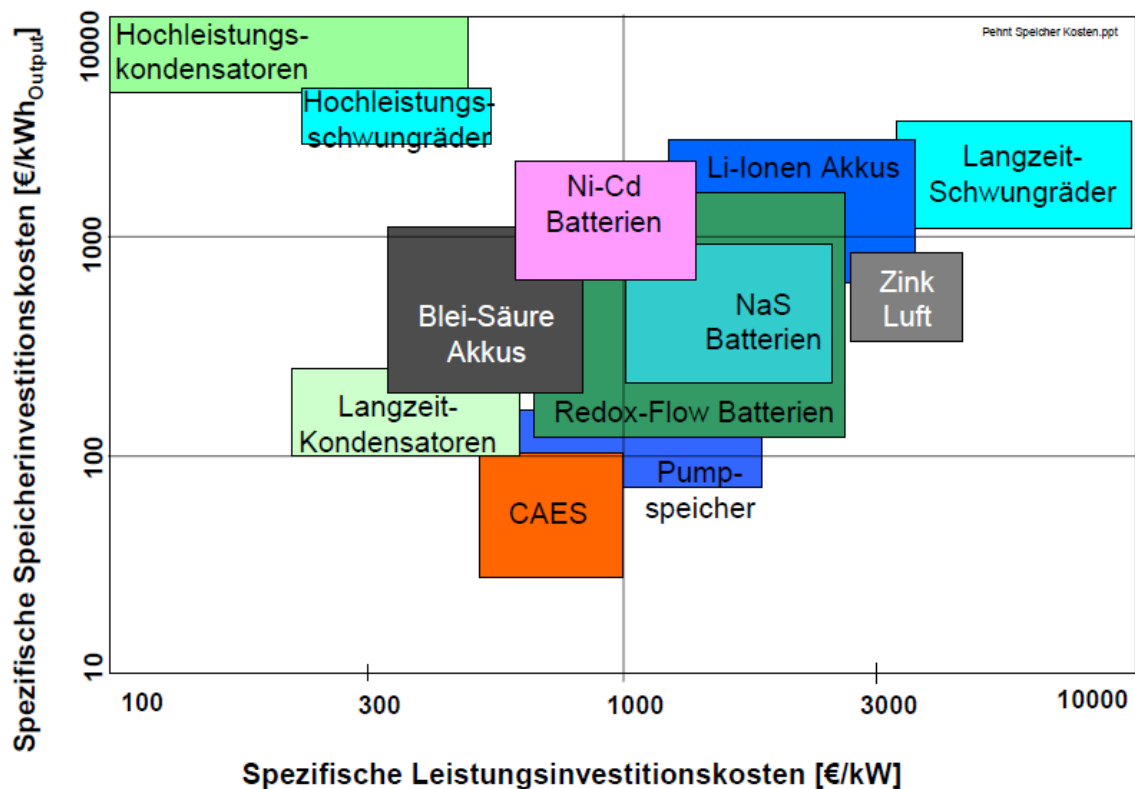 Pehnt Speicher Kosten.ppt
Spezifische Speicherinvestitionskosten [€/kWh_Output]
10000
1000
100
10
Hochleistungs-
kondensatoren
Hochleistungs-
schwungräder
Li-Ionen Akkus
Langzeit-
Schwungräder
Ni-Cd
Batterien
Zink
Luft
NaS
Batterien
Blei-Säure
Akkus
Redox-Flow Batterien
Langzeit-
Kondensatoren
Pump-
speicher
CAES
100
300
1000
3000
10000
Spezifische Leistungsinvestitionskosten [€/kW]